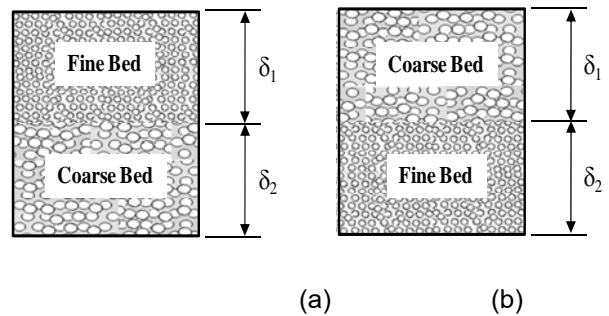 Fine Bed
δ1
Coarse Bed
δ2
Coarse Bed
δ1
Fine Bed
δ2
(a) (b)